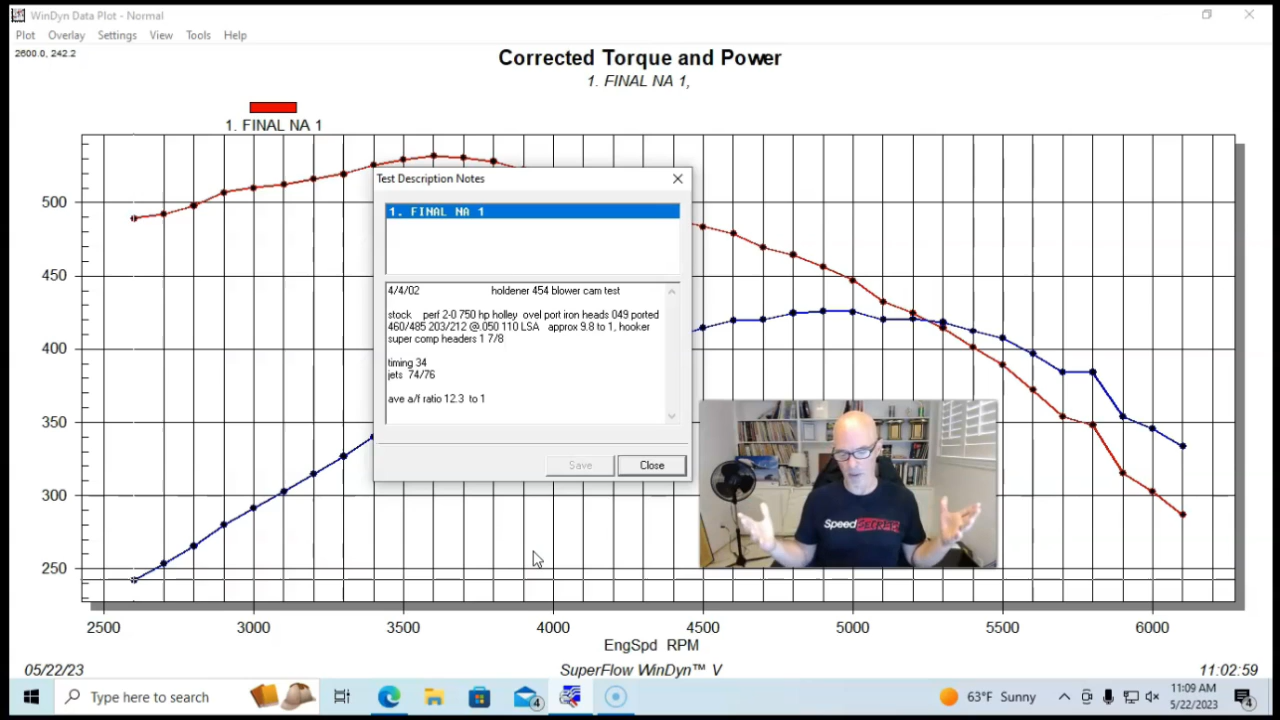 WinDyn Data Plot - Normal
Plot Overlay Settings View Tools Help
2600.0, 242.2
Corrected Torque and Power
1. FINAL NA 1,
1. FINAL NA 1
Test Description Notes
1. FINAL NA 1
4/4/02 holdener 454 blower cam test
stock perf 2-0 750 hp holley ovel port iron heads 049 ported
460/485 203/212 @.050 110 LSA approx 9.8 to 1, hooker
super comp headers 1 7/8
timing 34
jets 74/76
ave a/f ratio 12.3 to 1
Save Close
500
450
400
350
300
250
2500 3000 3500 4000 4500 5000 5500 6000
EngSpd RPM
05/22/23 SuperFlow WinDyn™ V 11:02:59
Type here to search
4
63°F Sunny
11:09 AM
5/22/2023
4